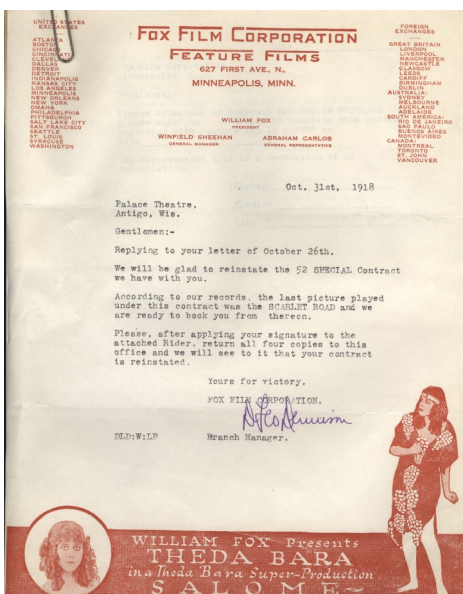 UNITED STATES
EXCHANGES
ATLANTA
BOSTON
CHICAGO
CINCINNATI
CLEVELAND
DALLAS
DENVER
DETROIT
INDIANAPOLIS
KANSAS CITY
LOS ANGELES
MINNEAPOLIS
NEW ORLEANS
NEW YORK
OMAHA
PHILADELPHIA
PITTSBURGH
SALT LAKE CITY
SAN FRANCISCO
SEATTLE
ST. LOUIS
SYRACUSE
WASHINGTON
FOX FILM CORPORATION
FEATURE FILMS
627 FIRST AVE., N.,
MINNEAPOLIS, MINN.
WILLIAM FOX
PRESIDENT
WINFIELD SHEEHAN
GENERAL MANAGER
ABRAHAM CARLOS
GENERAL REPRESENTATIVE
FOREIGN
EXCHANGES
GREAT BRITAIN
LONDON
LIVERPOOL
MANCHESTER
NEWCASTLE
GLASGOW
LEEDS
CARDIFF
BIRMINGHAM
DUBLIN
AUSTRALIA:
SYDNEY
MELBOURNE
AUCKLAND
ADELAIDE
SOUTH AMERICA:
RIO DE JANEIRO
SAO PAULO
BUENOS AIRES
MONTEVIDEO
CANADA:
MONTREAL
TORONTO
ST. JOHN
VANCOUVER
Oct. 31st, 1918
Palace Theatre,
Antigo, Wis.
Gentlemen:-
Replying to your letter of October 26th.
We will be glad to reinstate the 52 SPECIAL Contract
we have with you.
According to our records, the last picture played
under this contract was the SCARLET ROAD and we
are ready to book you from thereon.
Please, after applying your signature to the
attached Rider, return all four copies to this
office and we will see to it that your contract
is reinstated.
Yours for victory,
FOX FILM CORPORATION.
DLD:W:LP
Branch Manager.
WILLIAM FOX Presents
THEDA BARA
in a Theda Bara Super-Production
SALOME